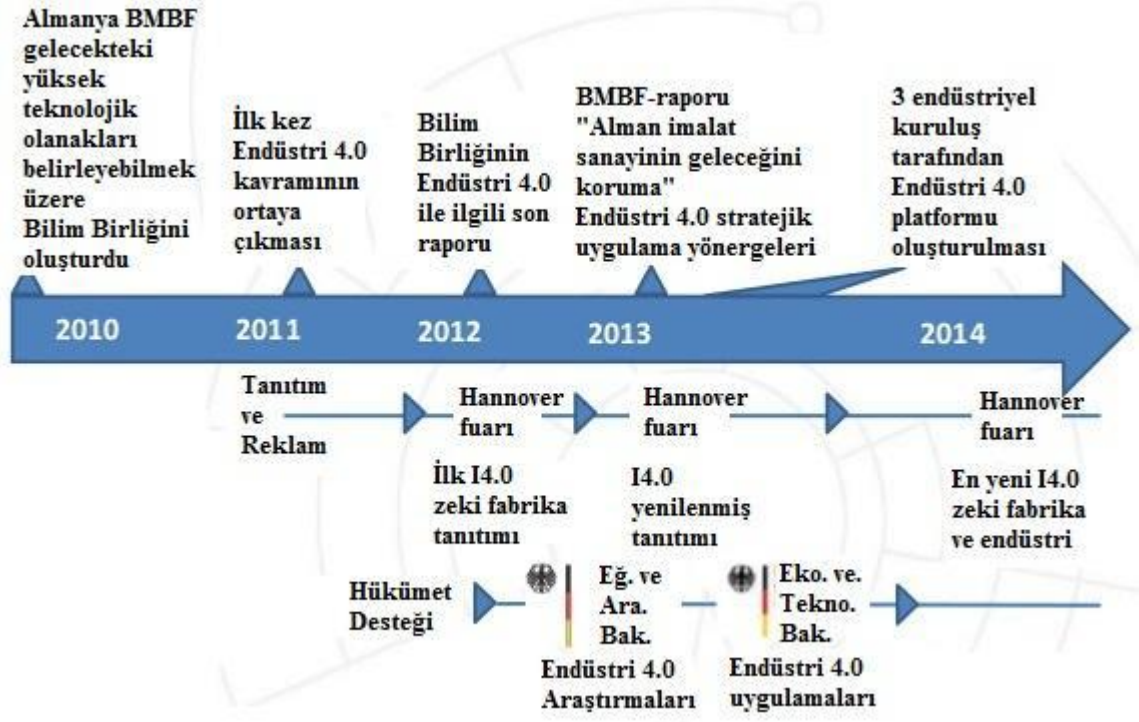 Almanya BMBF
gelecekteki
yüksek
teknolojik
olanakları
belirleyebilmek
üzere
Bilim Birliğini
oluşturdu
İlk kez
Endüstri 4.0
kavramının
ortaya
çıkması
Bilim
Birliğinin
Endüstri 4.0
ile ilgili son
raporu
BMBF-raporu
"Alman imalat
sanayinin geleceğini
koruma"
Endüstri 4.0 stratejik
uygulama yönergeleri
3 endüstriyel
kuruluş
tarafından
Endüstri 4.0
platformu
oluşturulması
2010
2011
2012
2013
2014
Tanıtım
ve
Reklam
Hannover
fuarı
Hannover
fuarı
Hannover
fuarı
İlk I4.0
zeki fabrika
tanıtımı
I4.0
yenilenmiş
tanıtımı
En yeni I4.0
zeki fabrika
ve endüstri
Hükümet
Desteği
Eğ. ve
Ara.
Bak.
Eko. ve.
Tekno.
Bak.
Endüstri 4.0
Araştırmaları
Endüstri 4.0
uygulamaları